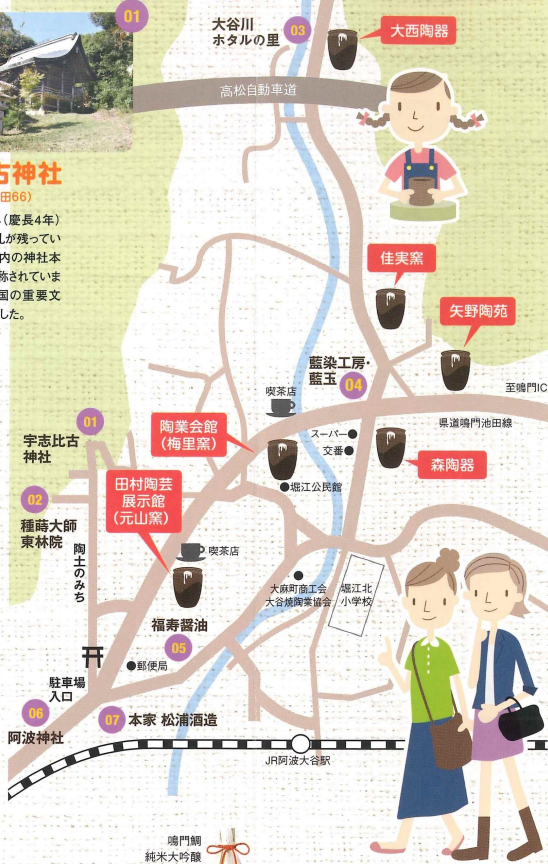 01
古神社
田66)
(慶長4年)
札が残ってい
内の神社本
称されていま
国の重要文
した。
大谷川
ホタルの里
03
大西陶器
高松自動車道
佳実窯
矢野陶苑
藍染工房・
藍玉
04
至鳴門IC
喫茶店
県道鳴門池田線
陶業会館
(梅里窯)
スーパー
交番
森陶器
01
宇志比古
神社
堀江公民館
田村陶芸
展示館
(元山窯)
02
種蒔大師
東林院
陶土のみち
喫茶店
大麻町商工会
大谷焼陶業協会
堀江北
小学校
福寿醤油
05
郵便局
駐車場
入口
06
阿波神社
07
本家 松浦酒造
JR阿波大谷駅
鳴門鯛
純米大吟醸